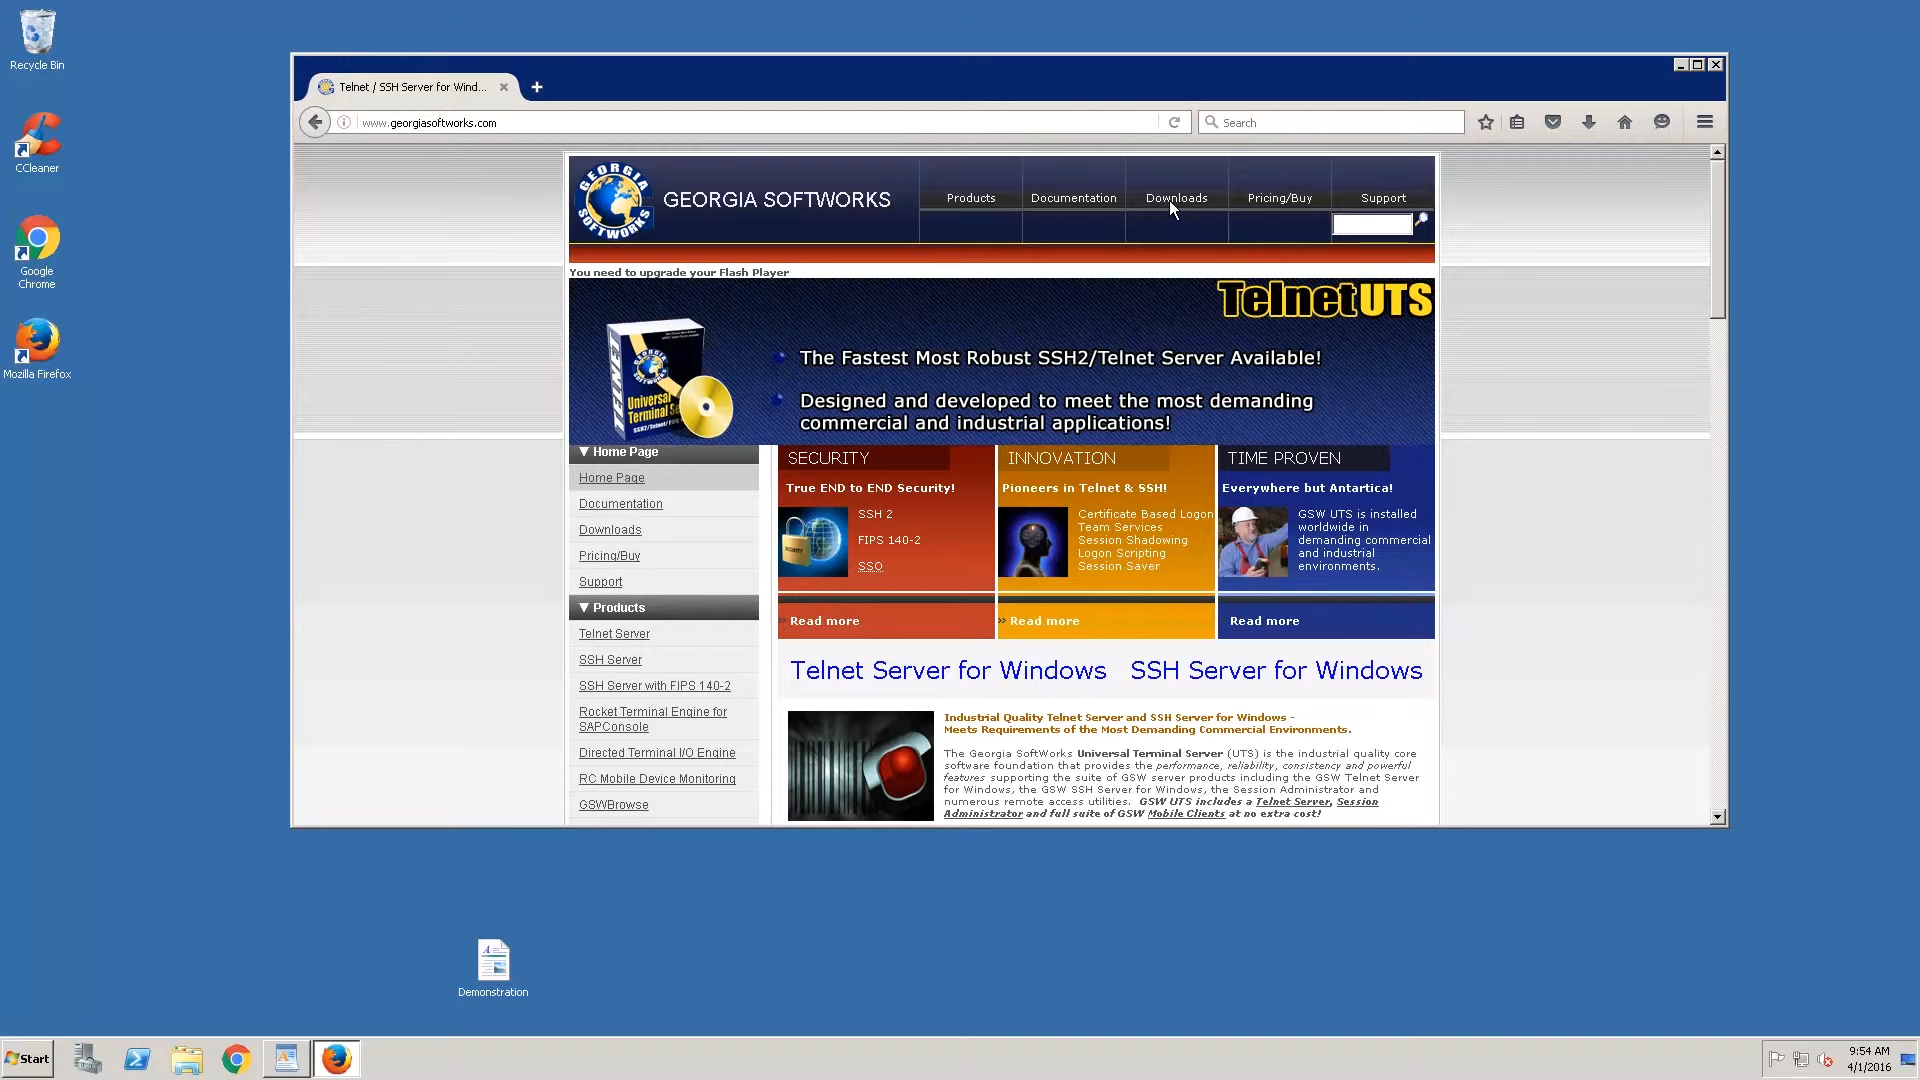 Recycle Bin
CCleaner
Google
Chrome
Mozilla Firefox
Telnet / SSH Server for Wind...
www.georgiasoftworks.com
Search
GEORGIA SOFTWORKS
GEORGIA SOFTWORKS
Products
Documentation
Downloads
Pricing/Buy
Support
You need to upgrade your Flash Player
TelnetUTS
The Fastest Most Robust SSH2/Telnet Server Available!
Designed and developed to meet the most demanding
commercial and industrial applications!
Universal
▼ Home Page
Home Page
Documentation
Downloads
Pricing/Buy
Support
▼ Products
Telnet Server
SSH Server
SSH Server with FIPS 140-2
Rocket Terminal Engine for
SAPConsole
Directed Terminal I/O Engine
RC Mobile Device Monitoring
GSWBrowse
SECURITY
True END to END Security!
SECURITY
SSH 2
FIPS 140-2
SSO
» Read more
INNOVATION
Pioneers in Telnet & SSH!
Certificate Based Logon
Team Services
Session Shadowing
Logon Scripting
Session Saver
» Read more
TIME PROVEN
Everywhere but Antartica!
GSW UTS is installed
worldwide in
demanding commercial
and industrial
environments.
Read more
Telnet Server for Windows SSH Server for Windows
Industrial Quality Telnet Server and SSH Server for Windows -
Meets Requirements of the Most Demanding Commercial Environments.
The Georgia SoftWorks Universal Terminal Server (UTS) is the industrial quality core
software foundation that provides the performance, reliability, consistency and powerful
features supporting the suite of GSW server products including the GSW Telnet Server
for Windows, the GSW SSH Server for Windows, the Session Administrator and
numerous remote access utilities. GSW UTS includes a Telnet Server, Session
Administrator and full suite of GSW Mobile Clients at no extra cost!
Demonstration
Start
9:54 AM
4/1/2016